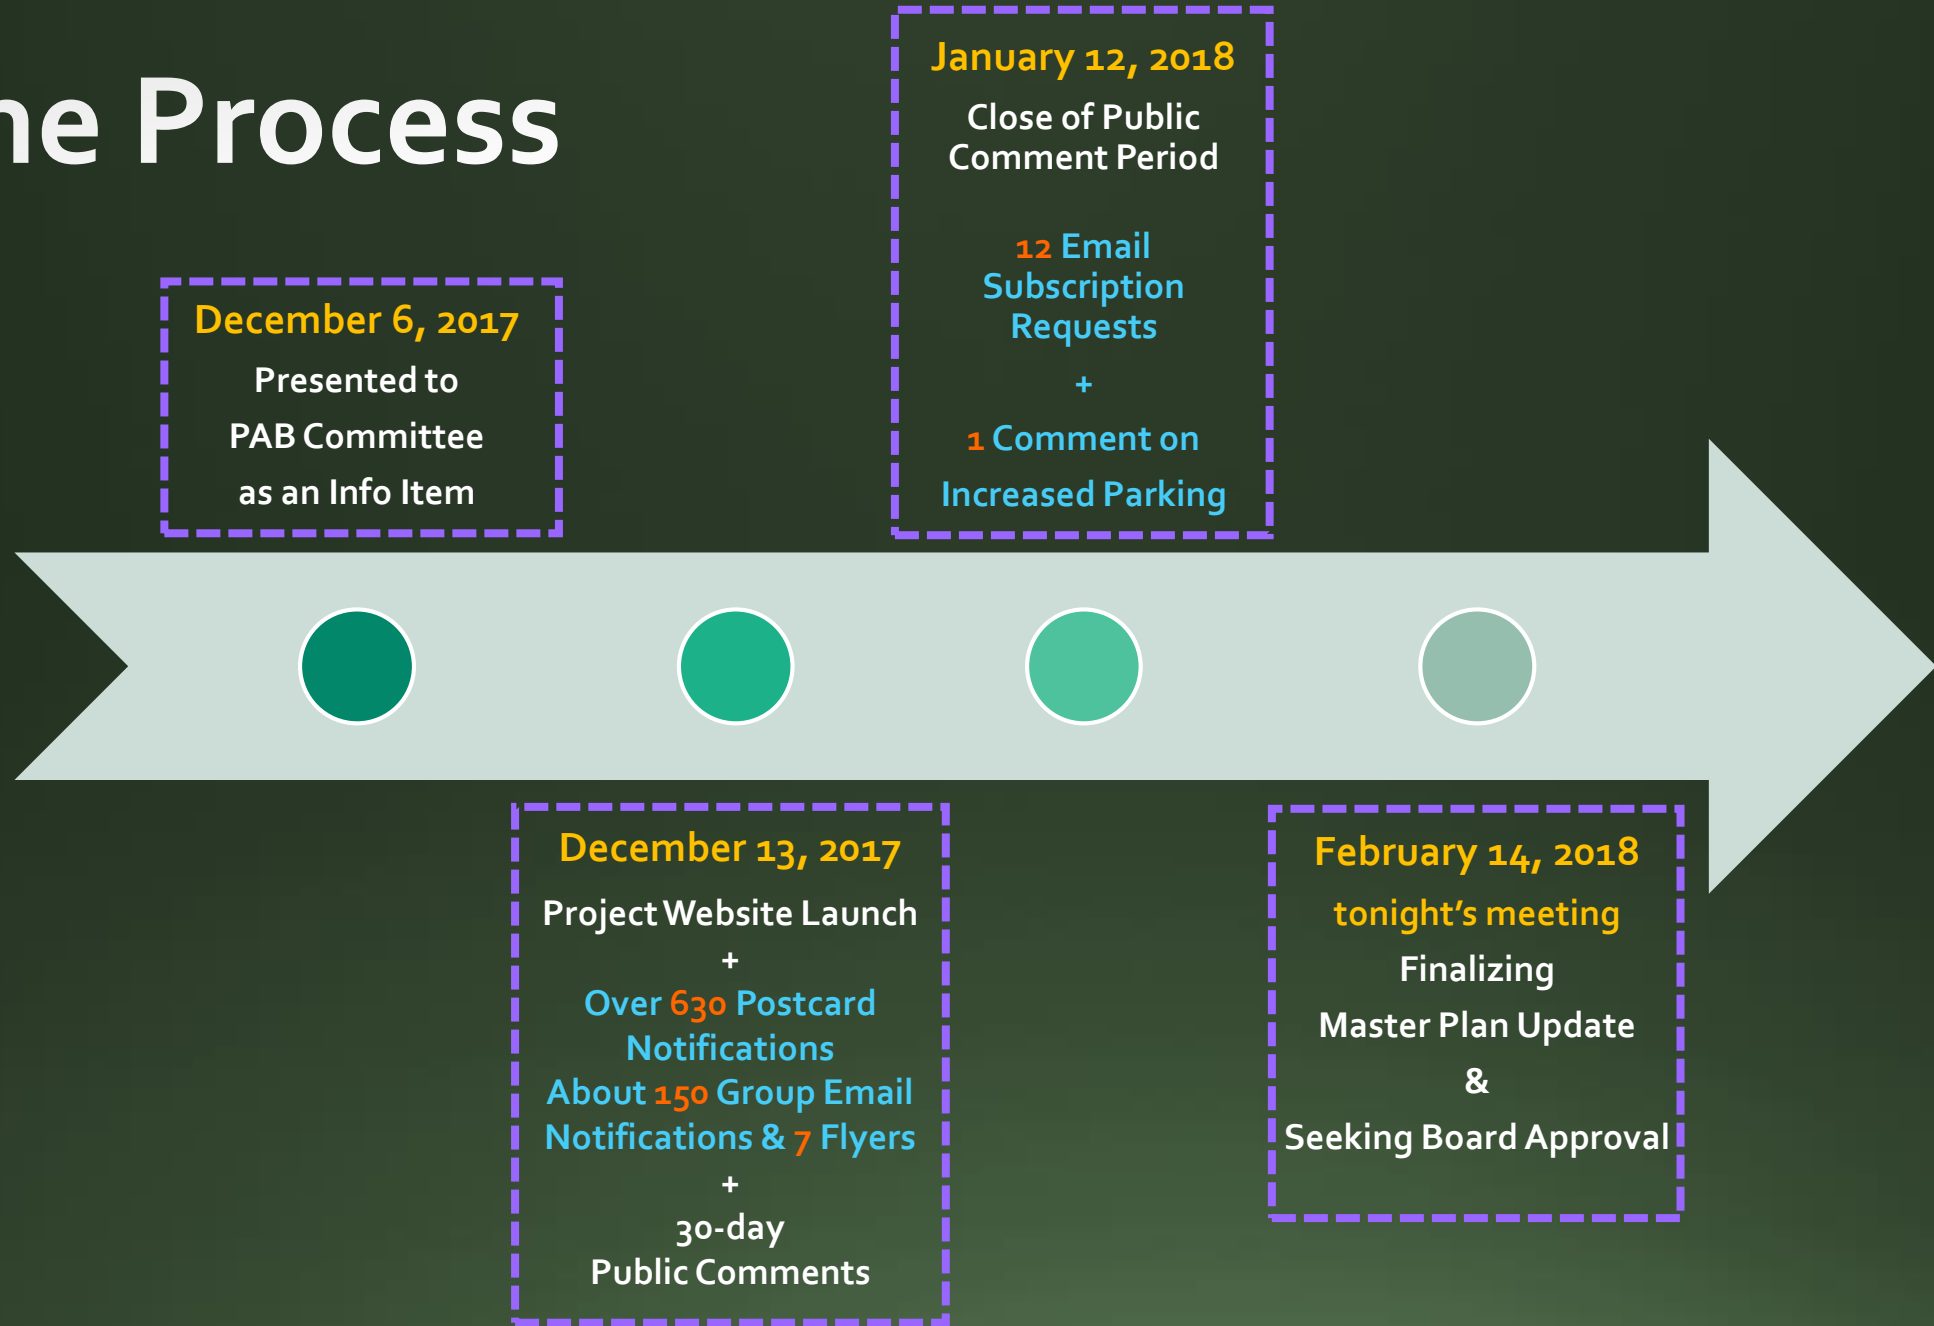 ne Process
December 6, 2017
Presented to
PAB Committee
as an Info Item
December 13, 2017
Project Website Launch
+
Over 630 Postcard
Notifications
About 150 Group Email
Notifications & 7 Flyers
+
30-day
Public Comments
January 12, 2018
Close of Public
Comment Period
12 Email
Subscription
Requests
+
1 Comment on
Increased Parking
February 14, 2018
tonight’s meeting
Finalizing
Master Plan Update
&
Seeking Board Approval